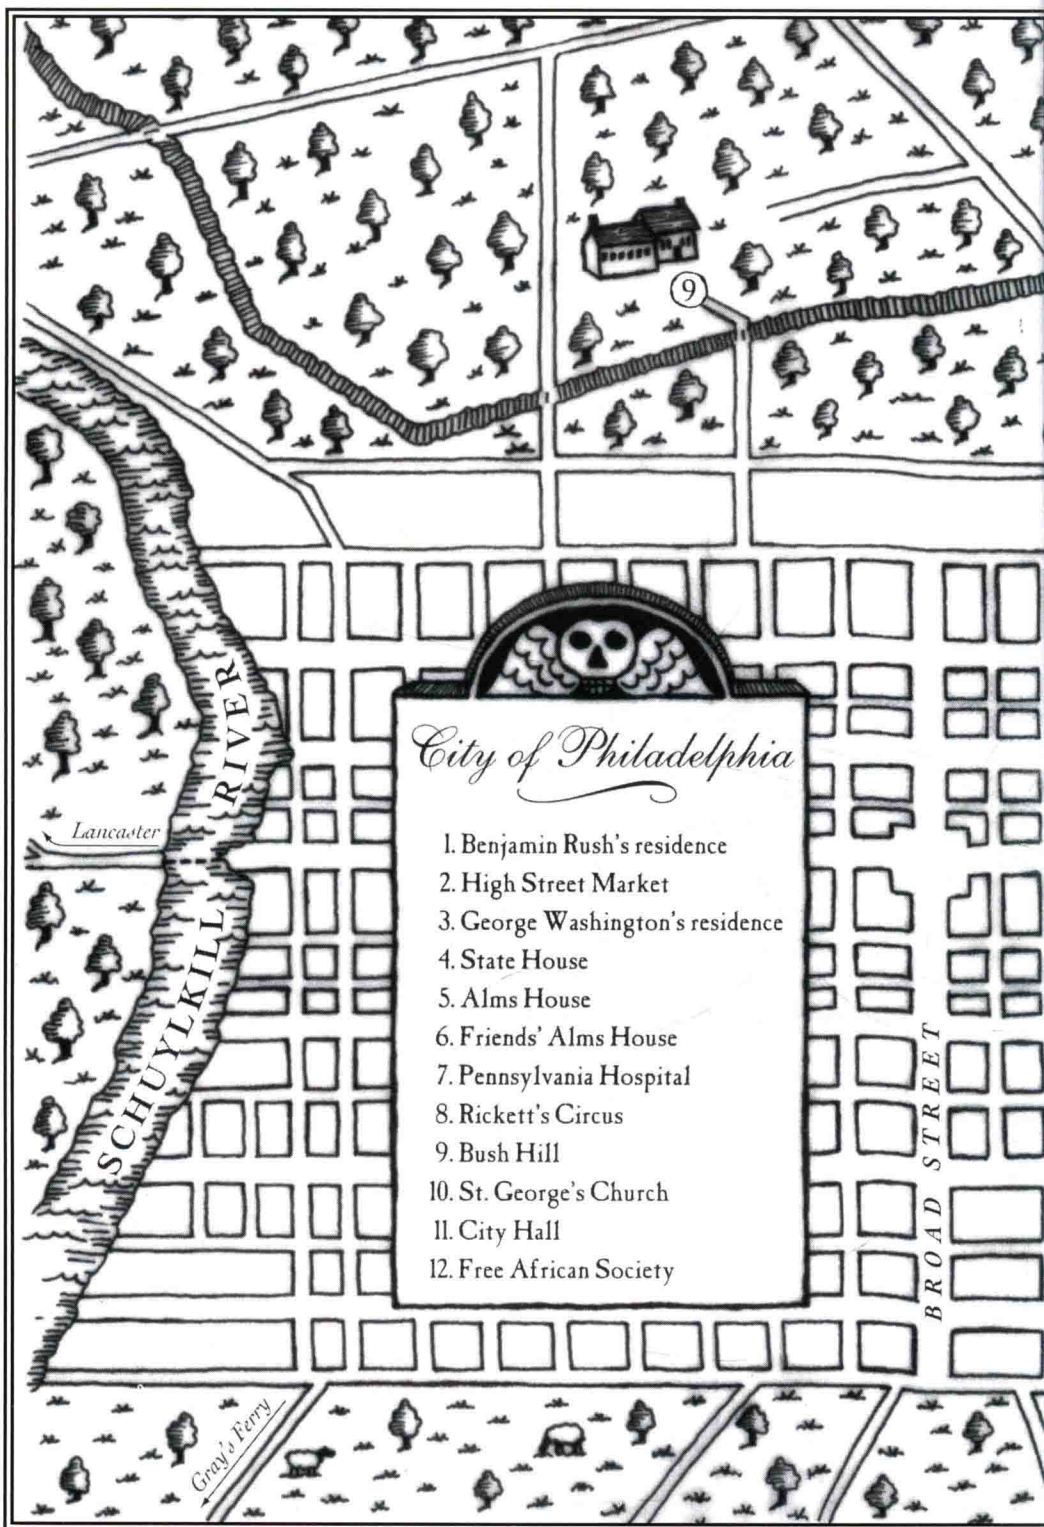 9
City of Philadelphia
1. Benjamin Rush's residence
2. High Street Market
3. George Washington's residence
4. State House
5. Alms House
6. Friends' Alms House
7. Pennsylvania Hospital
8. Rickett's Circus
9. Bush Hill
10. St. George's Church
11. City Hall
12. Free African Society
Lancaster
SCHUYLKILL RIVER
BROAD STREET
Gray's Ferry